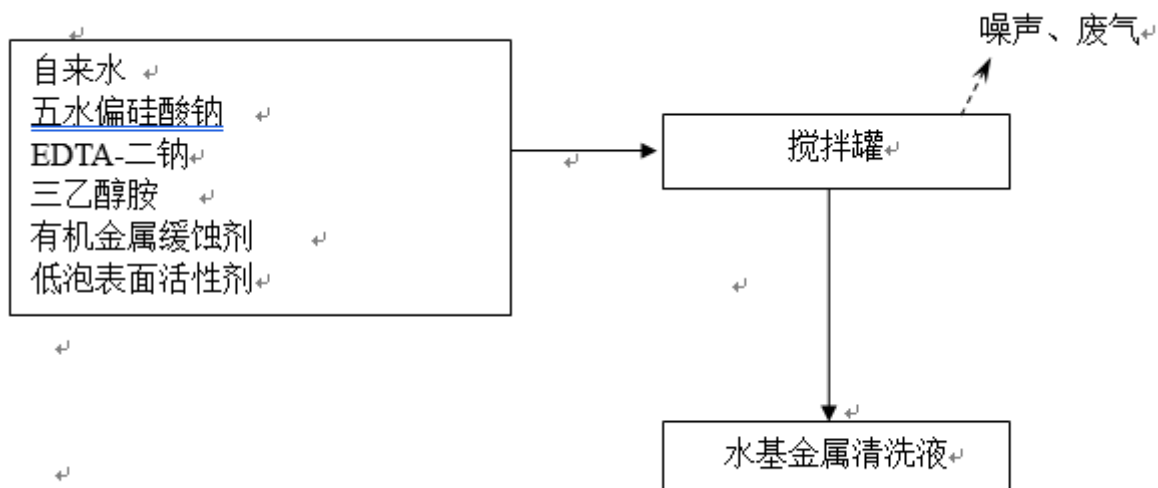 噪声、废气
自来水
五水偏硅酸钠
EDTA-二钠
三乙醇胺
有机金属缓蚀剂
低泡表面活性剂
搅拌罐
水基金属清洗液